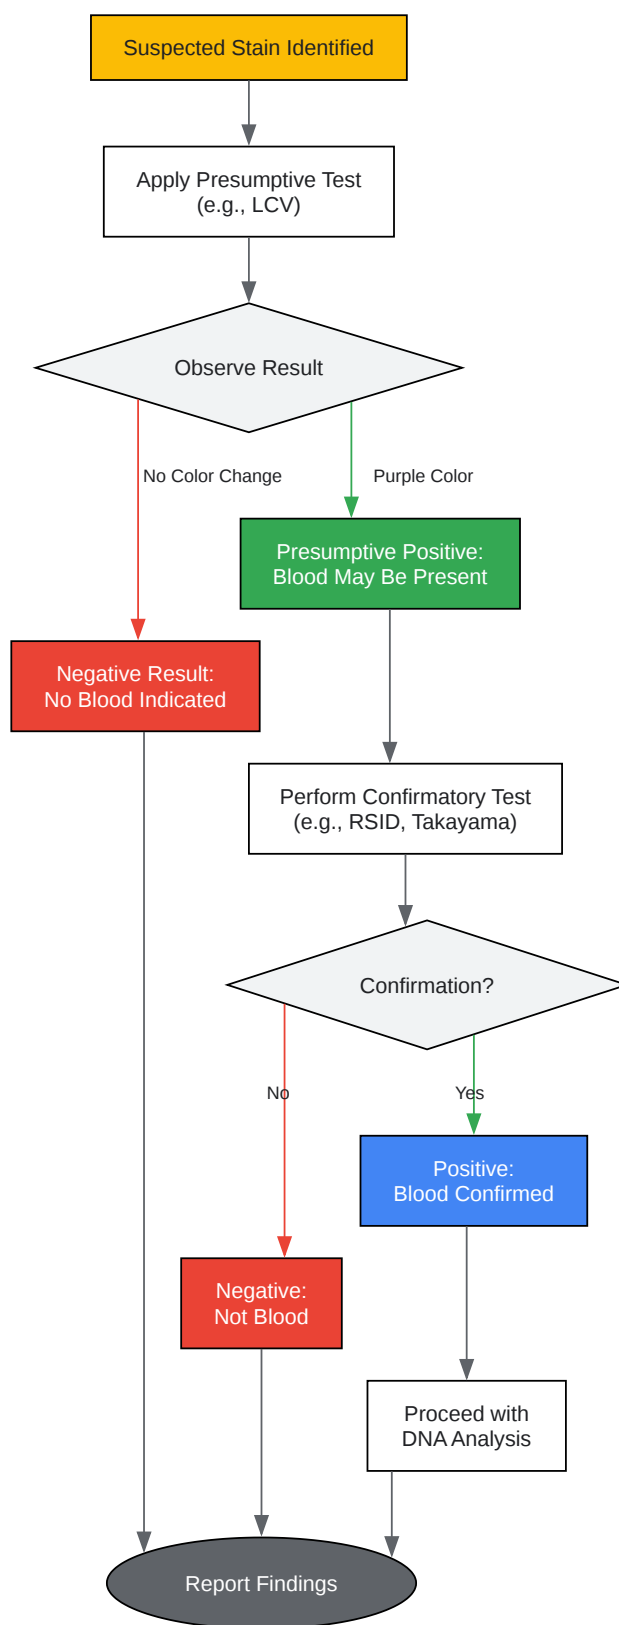 Suspected Stain Identified
Apply Presumptive Test
(e.g., LCV)
Observe Result
No Color Change
Purple Color
Presumptive Positive:
Blood May Be Present
Negative Result:
No Blood Indicated
Perform Confirmatory Test
(e.g., RSID, Takayama)
Confirmation?
No
Yes
Positive:
Blood Confirmed
Negative:
Not Blood
Proceed with
DNA Analysis
Report Findings